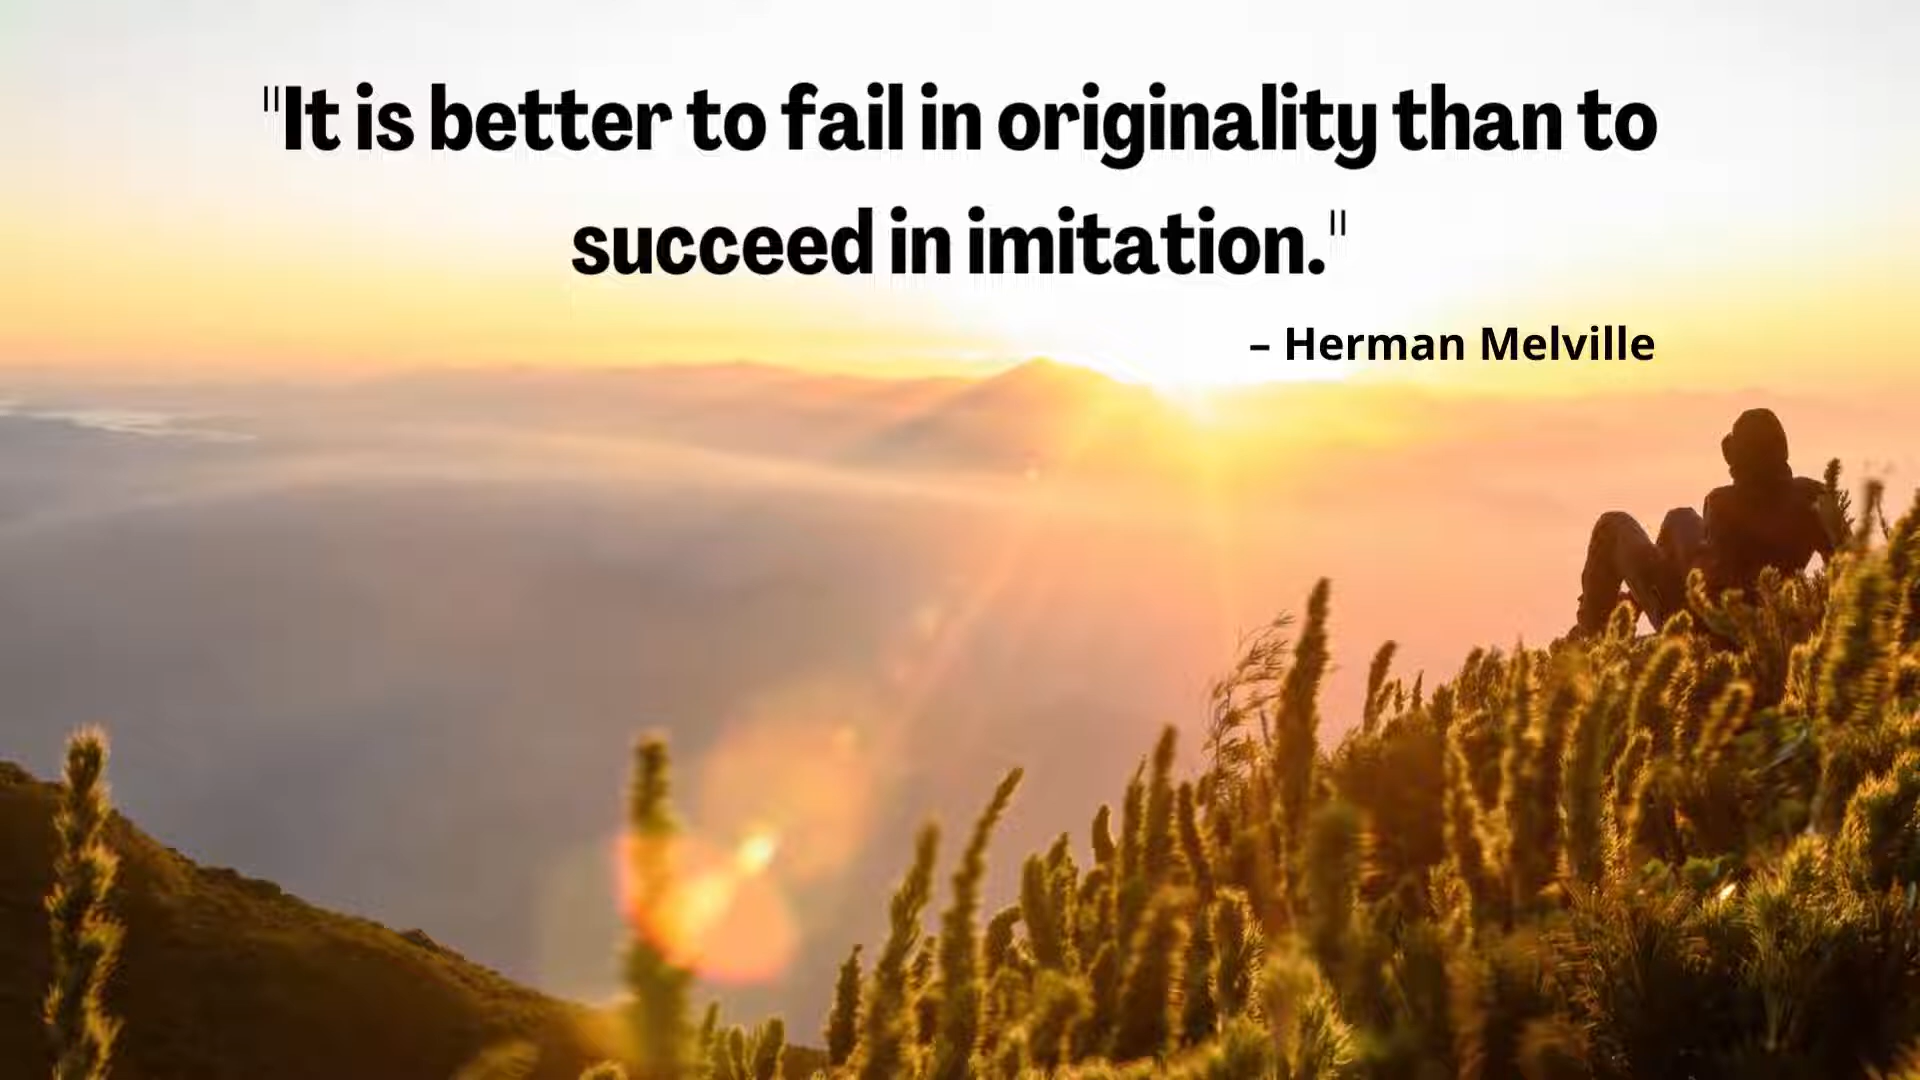 "It is better to fail in originality than to
succeed in imitation."
– Herman Melville